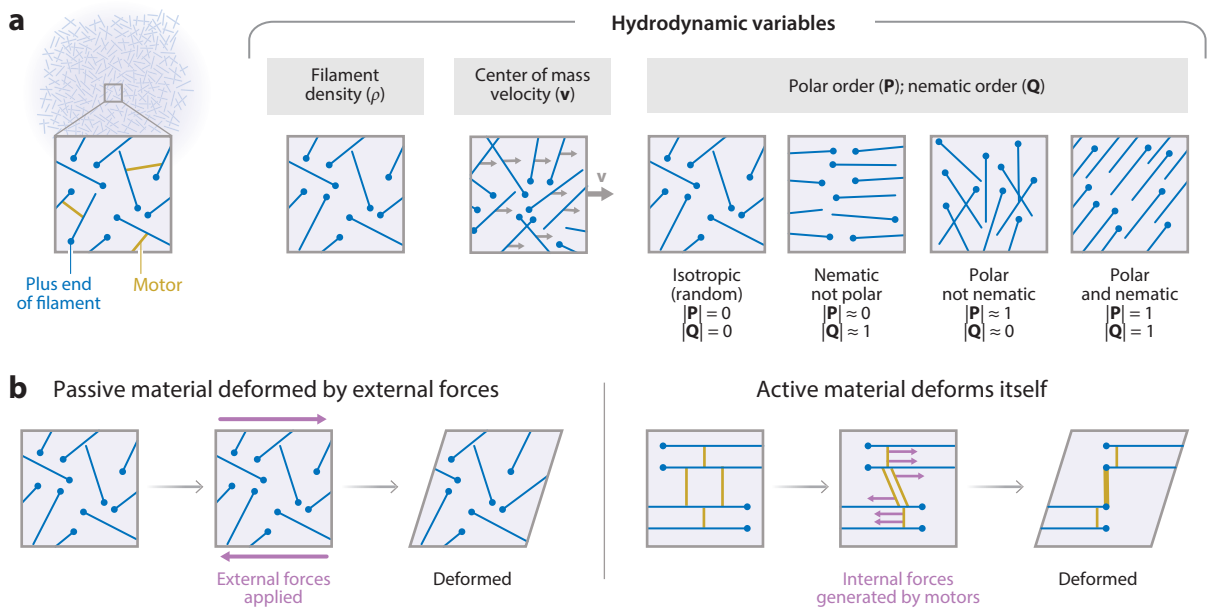 a
Hydrodynamic variables
Filament
density (ρ)
Center of mass
velocity (v)
Polar order (P); nematic order (Q)
v
Plus end
of filament
Motor
Isotropic
(random)
|P| = 0
|Q| = 0
Nematic
not polar
|P| ≈ 0
|Q| ≈ 1
Polar
not nematic
|P| ≈ 1
|Q| ≈ 0
Polar
and nematic
|P| = 1
|Q| = 1
b
Passive material deformed by external forces
External forces
applied
Deformed
Active material deforms itself
Internal forces
generated by motors
Deformed